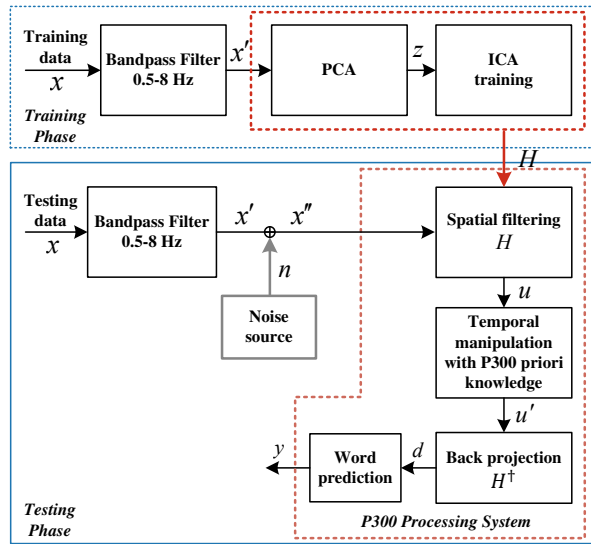 Training
data
x
Bandpass Filter
0.5-8 Hz
x′
PCA
z
ICA
training
Training
Phase
H
Testing
data
x
Bandpass Filter
0.5-8 Hz
x′
x″
n
Noise
source
Spatial filtering
H
u
Temporal
manipulation
with P300 priori
knowledge
u'
Back projection
H†
d
Word
prediction
y
Testing
Phase
P300 Processing System